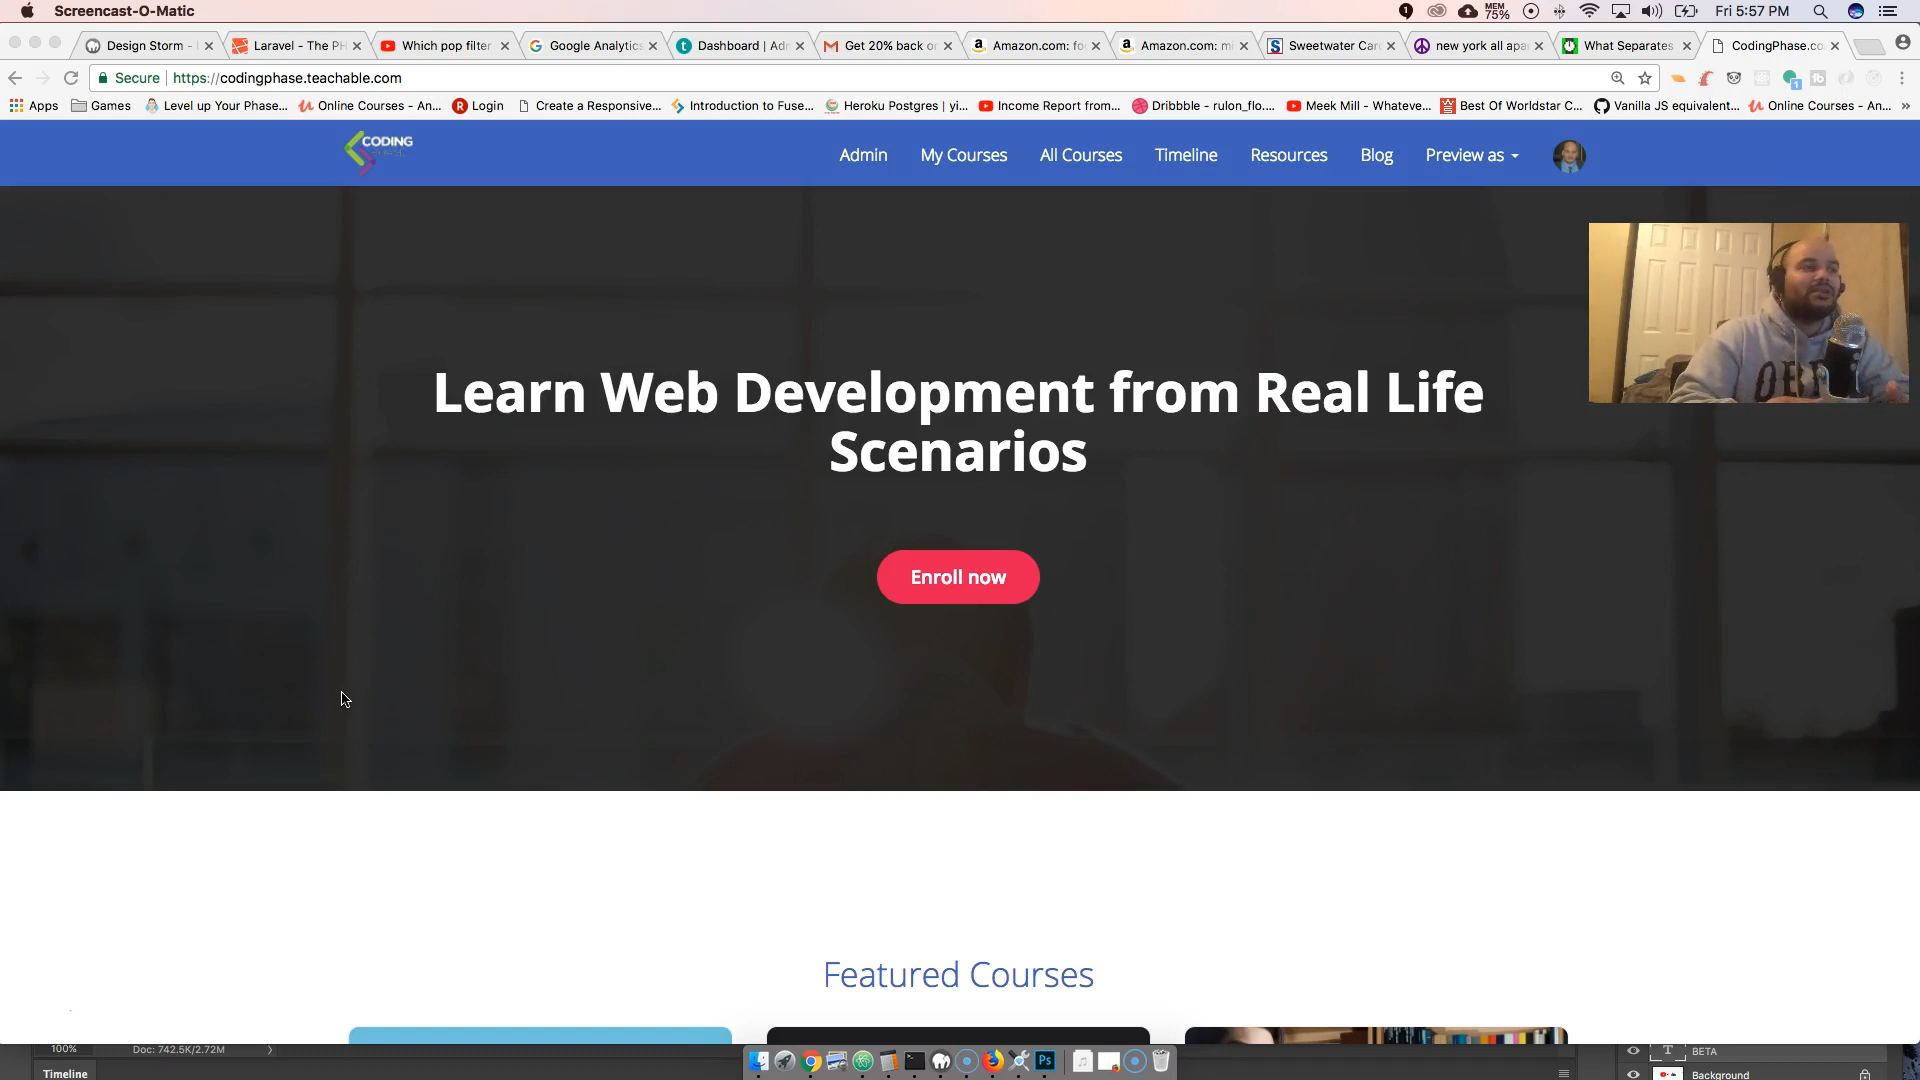 Screencast-O-Matic
MEM
75%
Fri 5:57 PM
Design Storm -
Laravel - The PH
Which pop filter
Google Analytics
Dashboard | Adm
Get 20% back o
Amazon.com: fo
Amazon.com: mi
Sweetwater Car
new york all apa
What Separates
CodingPhase.co
Secure
https://codingphase.teachable.com
Apps
Games
Level up Your Phase...
Online Courses - An...
Login
Create a Responsive...
Introduction to Fuse...
Heroku Postgres | yi...
Income Report from...
Dribbble - rulon_flo....
Meek Mill - Whateve...
Best Of Worldstar C...
Vanilla JS equivalent...
Online Courses - An...
»
CODING
Admin
My Courses
All Courses
Timeline
Resources
Blog
Preview as
Learn Web Development from Real Life
Scenarios
Enroll now
Featured Courses
100%
Doc: 742.5K/2.72M
BETA
Timeline
Background